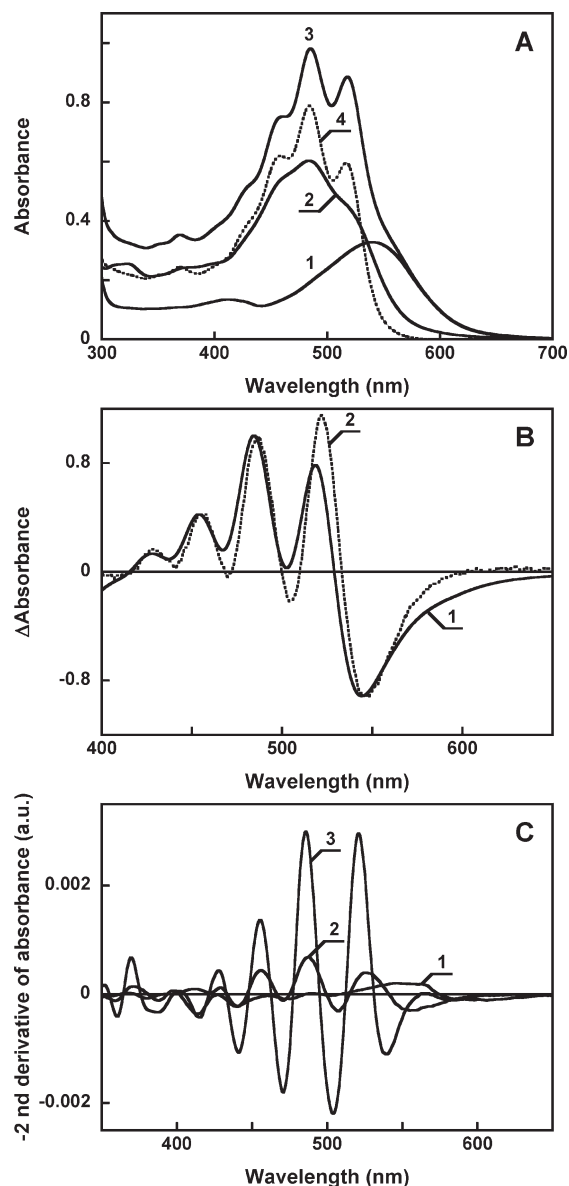 A
3
0.8
4
2
0.4
1
0
300 400 500 600 700
Absorbance
Wavelength (nm)
B
2
0.8
0
1
-0.8
400 500 600
ΔAbsorbance
Wavelength (nm)
C
3
0.002
2
1
0
-0.002
400 500 600
-2 nd derivative of absorbance (a.u.)
Wavelength (nm)